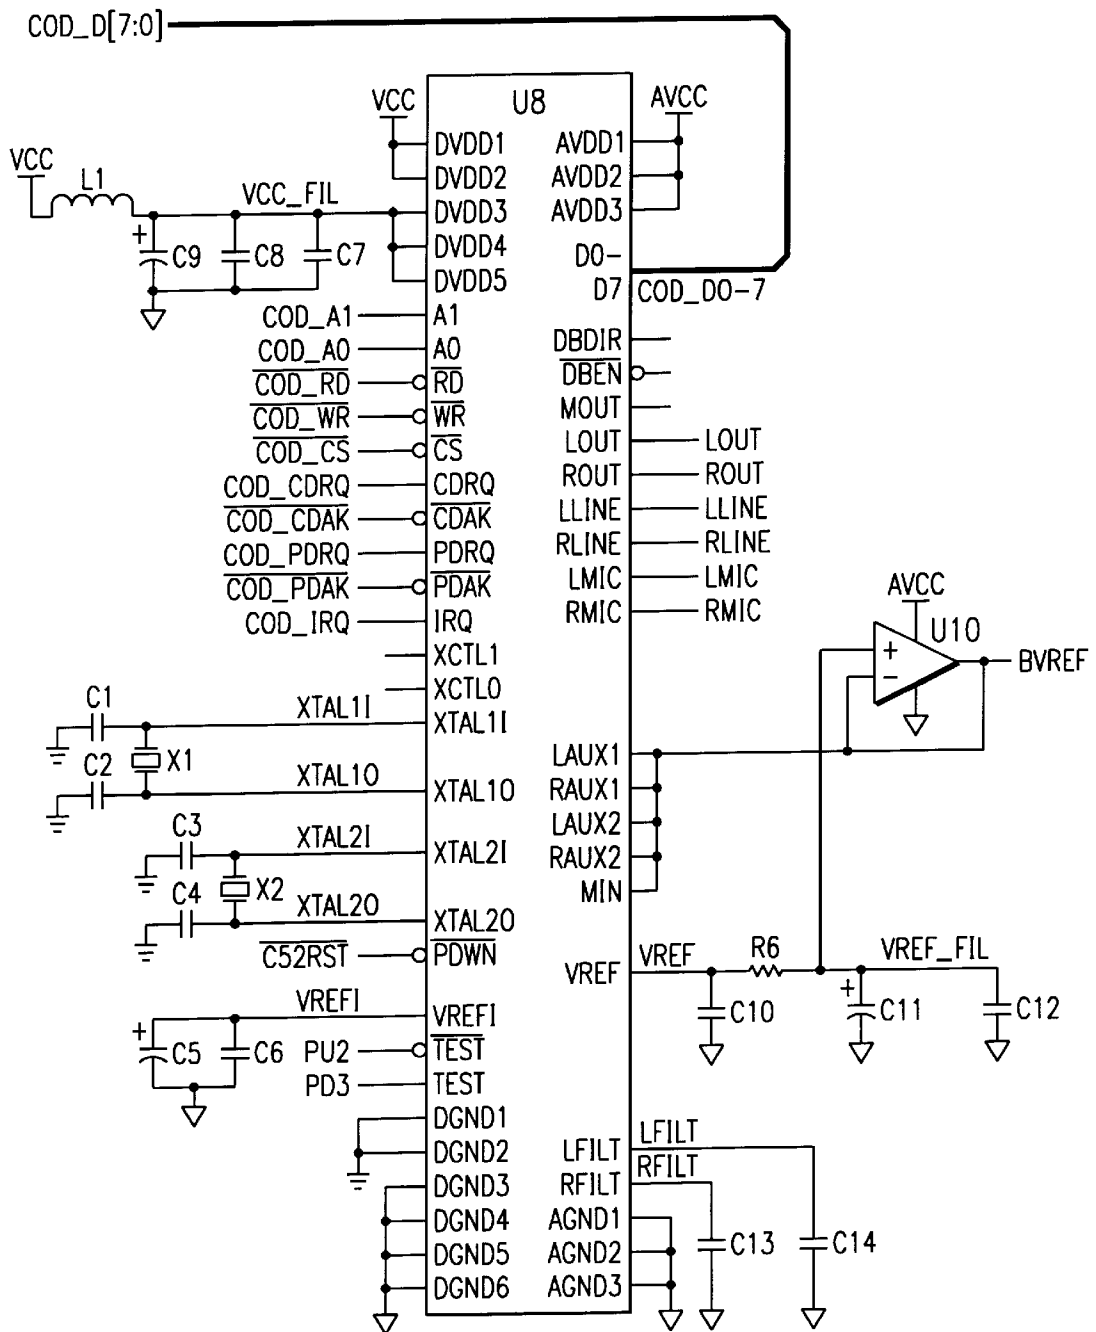 COD_D[7:0]
U8
VCC
AVCC
DVDD1
AVDD1
VCC
L1
VCC_FIL
DVDD2
AVDD2
DVDD3
AVDD3
+
C9
C8
C7
DVDD4
D0-
DVDD5
D7
COD_D0-7
COD_A1
A1
DBDIR
COD_A0
A0
DBEN
COD_RD
RD
MOUT
COD_WR
WR
LOUT
LOUT
COD_CS
CS
ROUT
ROUT
COD_CDRQ
CDRQ
LLINE
LLINE
COD_CDAK
CDAK
RLINE
RLINE
COD_PDRQ
PDRQ
LMIC
LMIC
COD_PDAK
PDAK
RMIC
RMIC
AVCC
COD_IRQ
IRQ
U10
XCTL1
+
-
BVREF
XCTL0
C1
XTAL1I
XTAL1I
X1
LAUX1
C2
XTAL1O
XTAL1O
RAUX1
C3
XTAL2I
XTAL2I
LAUX2
RAUX2
C4
X2
XTAL2O
XTAL2O
MIN
C52RST
PDWN
VREF
VREF
R6
VREF_FIL
VREFI
VREFI
C10
+
C11
C12
+
C5
C6
PU2
TEST
PD3
TEST
DGND1
DGND2
LFILT
LFILT
DGND3
RFILT
RFILT
DGND4
AGND1
DGND5
AGND2
C13
C14
DGND6
AGND3